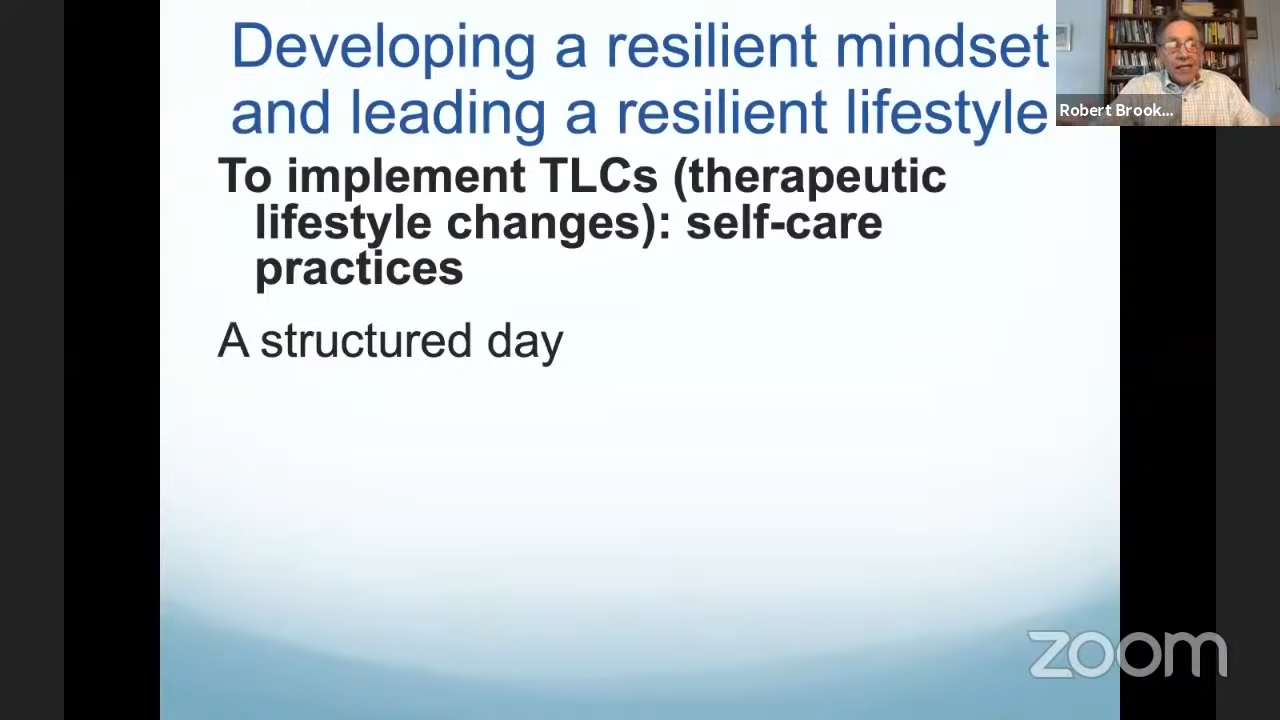 Developing a resilient mindset
and leading a resilient lifestyle
Robert Brook...
To implement TLCs (therapeutic
lifestyle changes): self-care
practices
A structured day
zoom